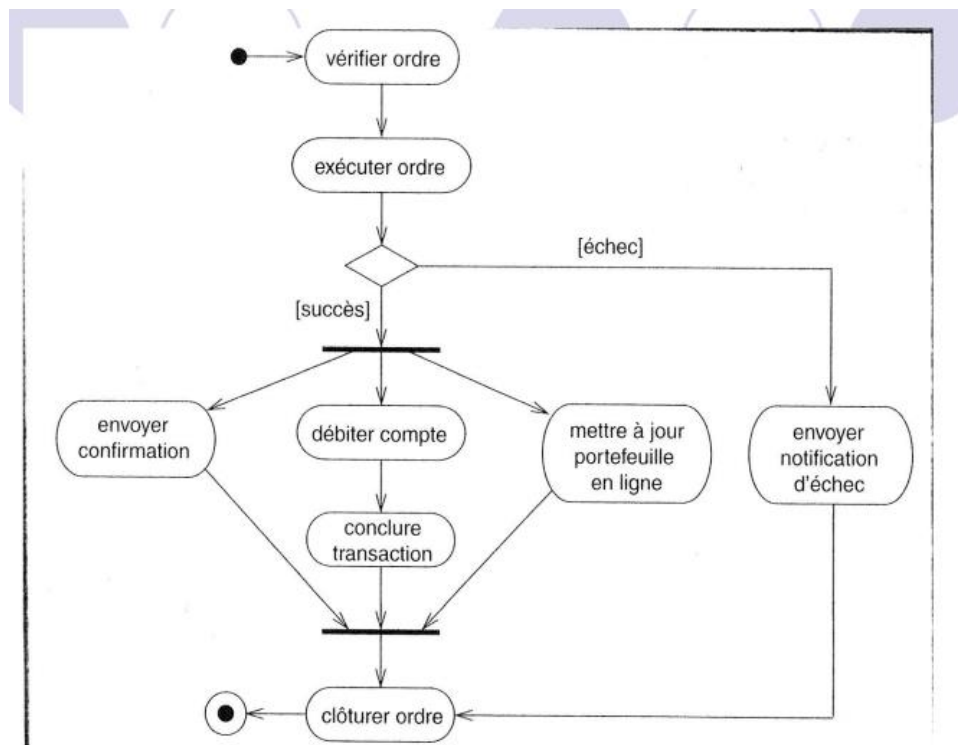 vérifier ordre
exécuter ordre
[échec]
[succès]
envoyer
confirmation
débiter compte
mettre à jour
portefeuille
en ligne
envoyer
notification
d'échec
conclure
transaction
clôturer ordre